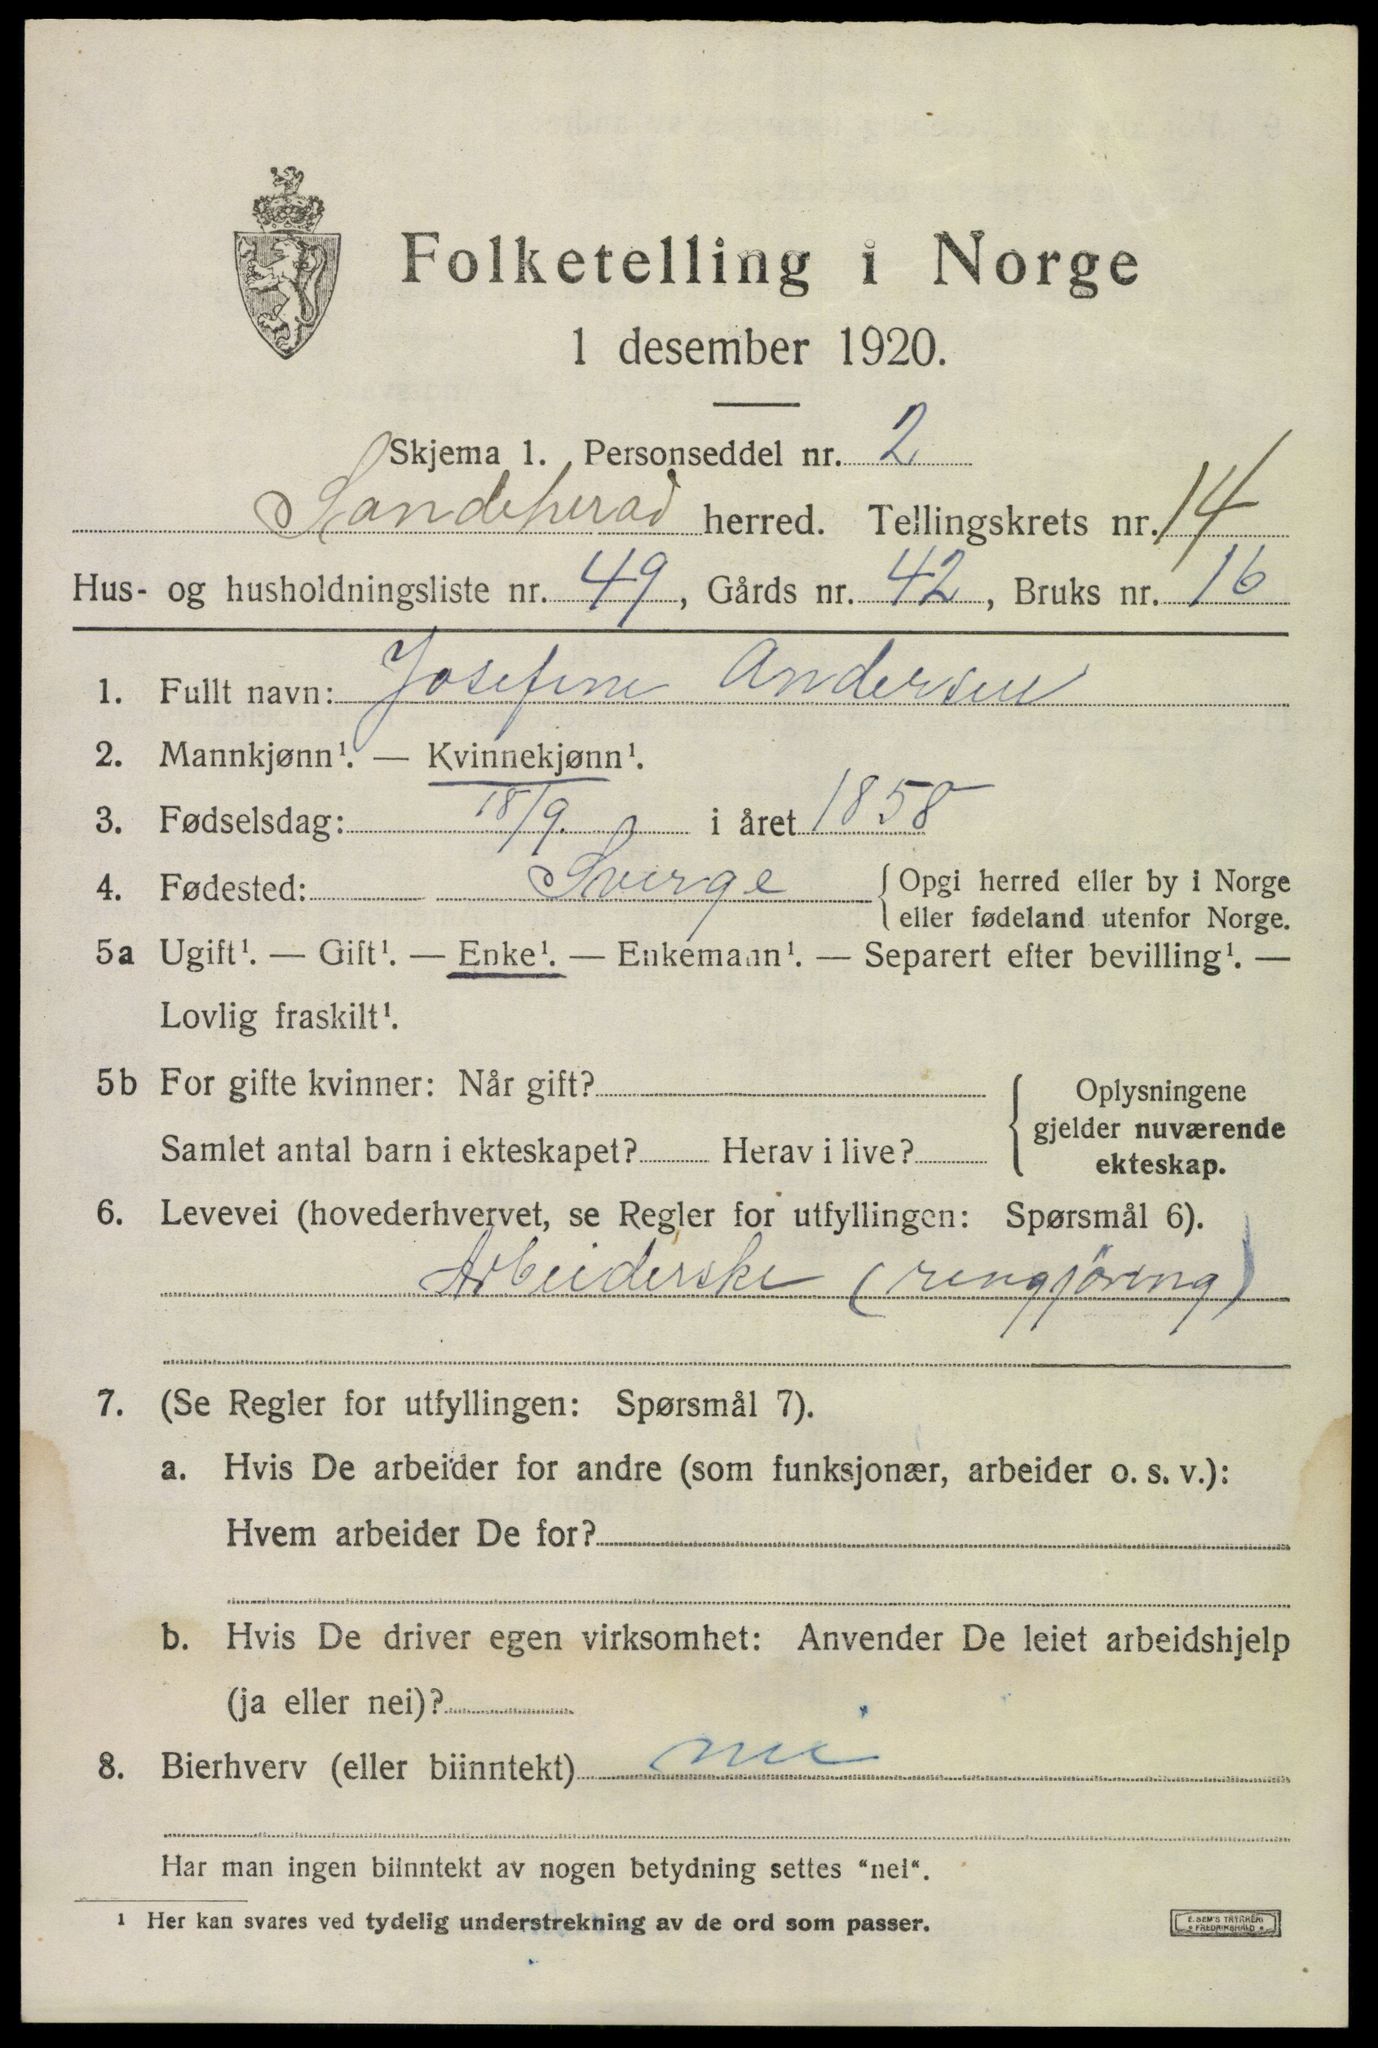 Folketelling i Norge
1 desember 1920.
Skjema 1. Personseddel nr. 2
Sandeherad herred. Tellingskrets nr. 14
Hus- og husholdningsliste nr. 49, Gårds nr. 42, Bruks nr. 16
1. Fullt navn: Josefine Andersen
2. Mannkjønn¹. — Kvinnekjønn¹.
3. Fødselsdag: 18/9. i året 1858
4. Fødested: Sverge { Opgi herred eller by i Norge
eller fødeland utenfor Norge.
5a Ugift¹. — Gift¹. — Enke¹. — Enkemann¹. — Separert efter bevilling¹. —
Lovlig fraskilt¹.
5b For gifte kvinner: Når gift? { Oplysningene
gjelder nuværende
Samlet antal barn i ekteskapet? Herav i live? ekteskap.
6. Levevei (hovederhvervet, se Regler for utfyllingen: Spørsmål 6).
Arbeiderske (rengjøring)
7. (Se Regler for utfyllingen: Spørsmål 7).
a. Hvis De arbeider for andre (som funksjonær, arbeider o. s. v.):
Hvem arbeider De for?
b. Hvis De driver egen virksomhet: Anvender De leiet arbeidshjelp
(ja eller nei)?
8. Bierhverv (eller biinntekt) nei
Har man ingen biinntekt av nogen betydning settes "nei".
¹ Her kan svares ved tydelig understrekning av de ord som passer.
E. SEM'S TRYKKERI
• FREDRIKSHALD •